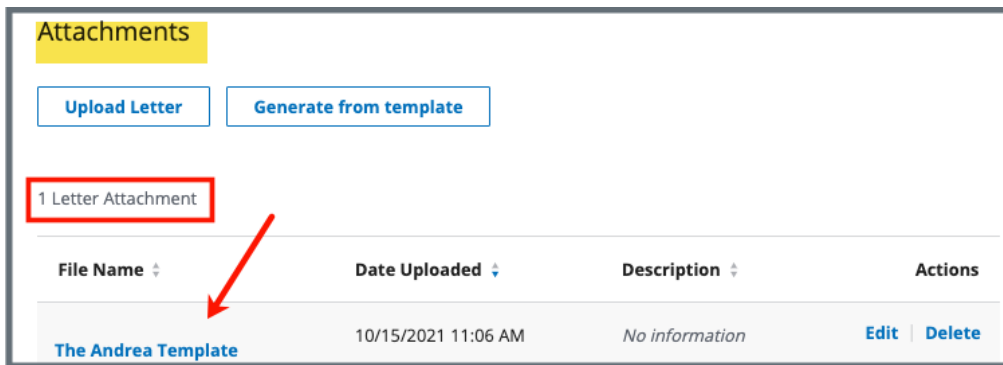 Attachments
Upload Letter Generate from template
1 Letter Attachment
File Name Date Uploaded Description Actions
The Andrea Template 10/15/2021 11:06 AM No information Edit Delete